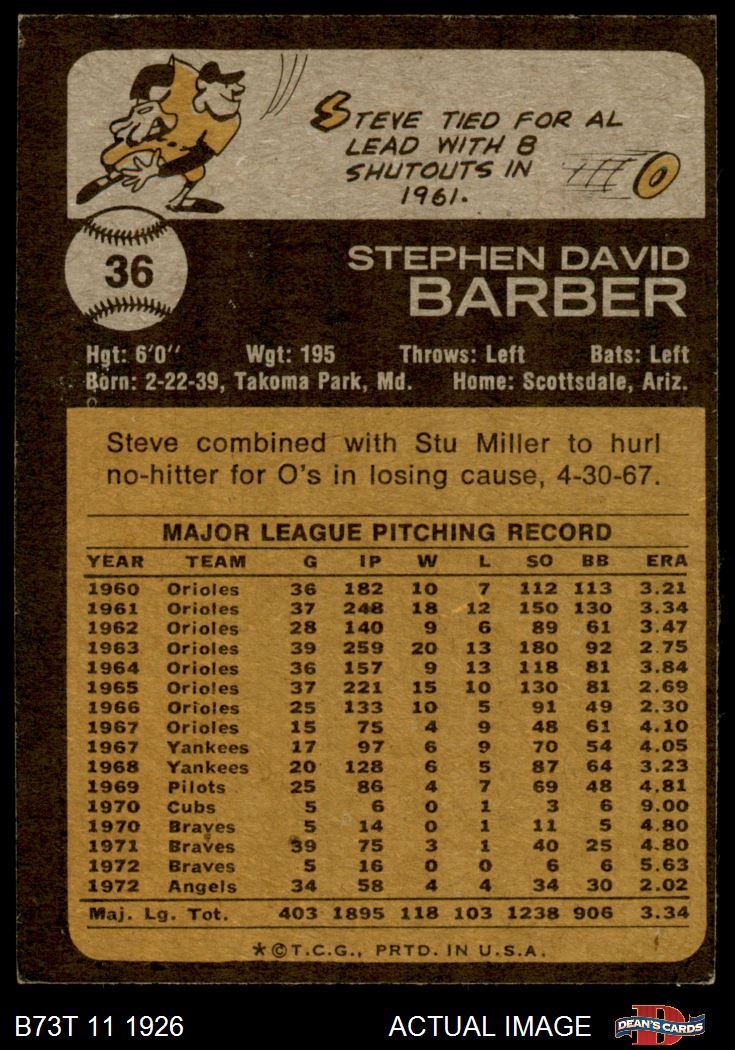 STEVE TIED FOR AL
LEAD WITH 8
SHUTOUTS IN
1961.
36
STEPHEN DAVID
BARBER
Hgt: 6'0" Wgt: 195 Throws: Left Bats: Left
Born: 2-22-39, Takoma Park, Md. Home: Scottsdale, Ariz.
Steve combined with Stu Miller to hurl
no-hitter for O's in losing cause, 4-30-67.
MAJOR LEAGUE PITCHING RECORD
YEAR TEAM G IP W L SO BB ERA
1960 Orioles 36 182 10 7 112 113 3.21
1961 Orioles 37 248 18 12 150 130 3.34
1962 Orioles 28 140 9 6 89 61 3.47
1963 Orioles 39 259 20 13 180 92 2.75
1964 Orioles 36 157 9 13 118 81 3.84
1965 Orioles 37 221 15 10 130 81 2.69
1966 Orioles 25 133 10 5 91 49 2.30
1967 Orioles 15 75 4 9 48 61 4.10
1967 Yankees 17 97 6 9 70 54 4.05
1968 Yankees 20 128 6 5 87 64 3.23
1969 Pilots 25 86 4 7 69 48 4.81
1970 Cubs 5 6 0 1 3 6 9.00
1970 Braves 5 14 0 1 11 5 4.80
1971 Braves 39 75 3 1 40 25 4.80
1972 Braves 5 16 0 0 6 6 5.63
1972 Angels 34 58 4 4 34 30 2.02
Maj. Lg. Tot. 403 1895 118 103 1238 906 3.34
*©T.C.G., PRTD. IN U.S.A.
B73T 11 1926 ACTUAL IMAGE D DEAN'S CARDS